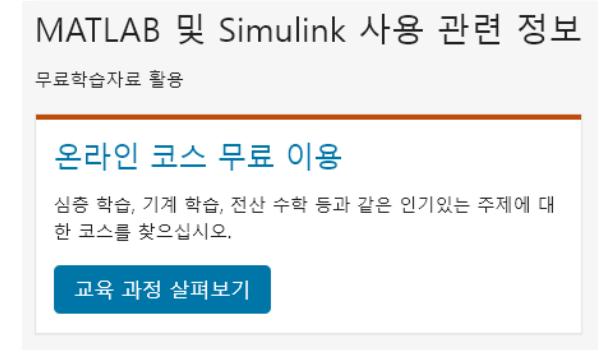 MATLAB 및 Simulink 사용 관련 정보
무료학습자료 활용
온라인 코스 무료 이용
심층 학습, 기계 학습, 전산 수학 등과 같은 인기있는 주제에 대
한 코스를 찾으십시오.
교육 과정 살펴보기